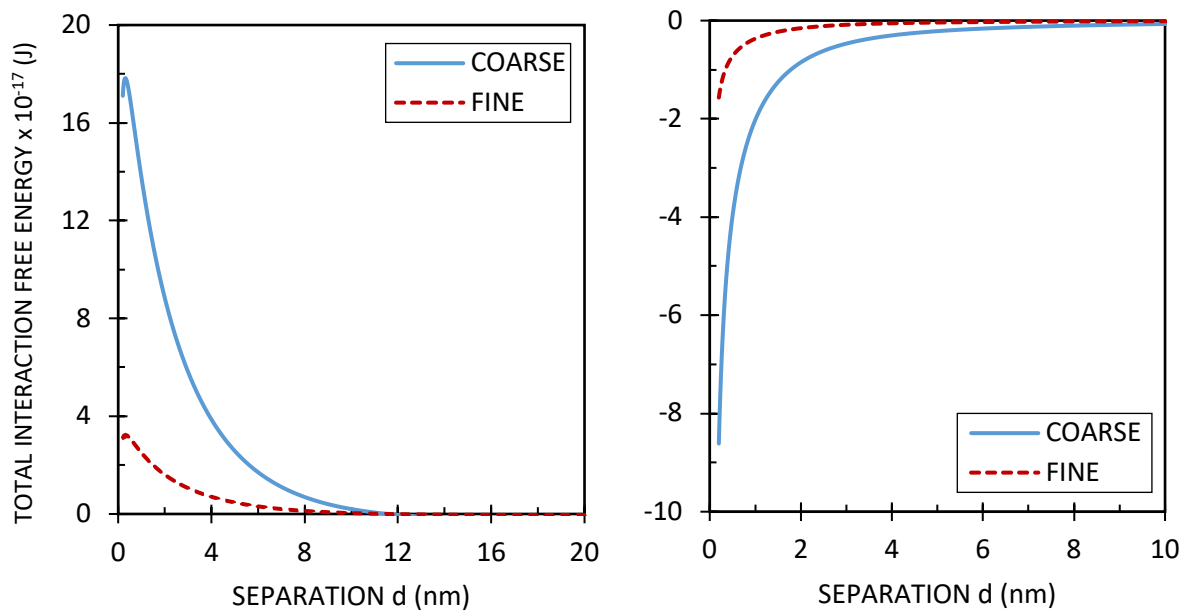 TOTAL INTERACTION FREE ENERGY x 10⁻¹⁷ (J)
20
16
12
8
4
0
COARSE
FINE
0 4 8 12 16 20
SEPARATION d (nm)
0
-2
-4
-6
-8
-10
COARSE
FINE
0 2 4 6 8 10
SEPARATION d (nm)